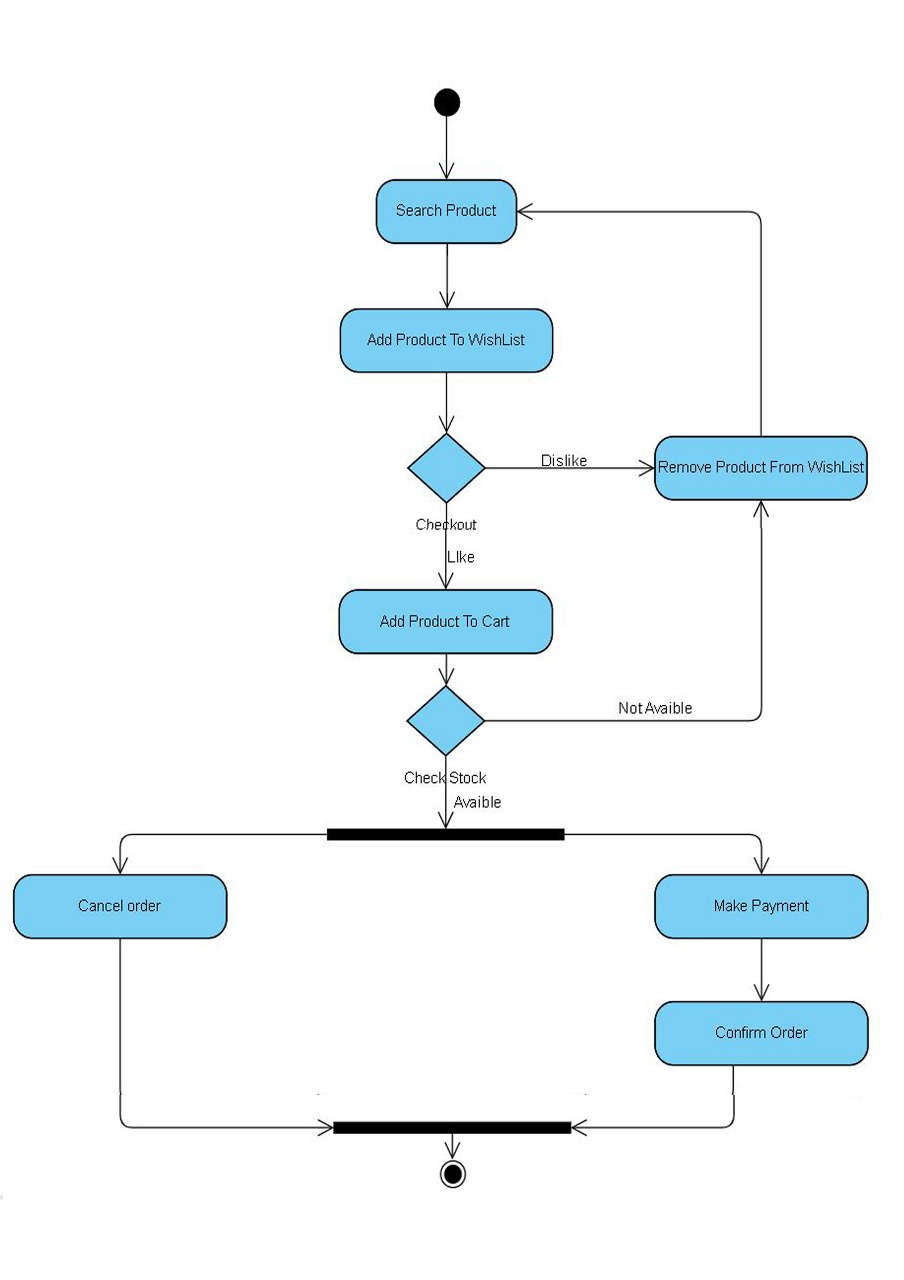 Search Product
Add Product To WishList
Dislike
Remove Product From WishList
Checkout
LIke
Add Product To Cart
Not Avaible
Check Stock
Avaible
Cancel order
Make Payment
Confirm Order